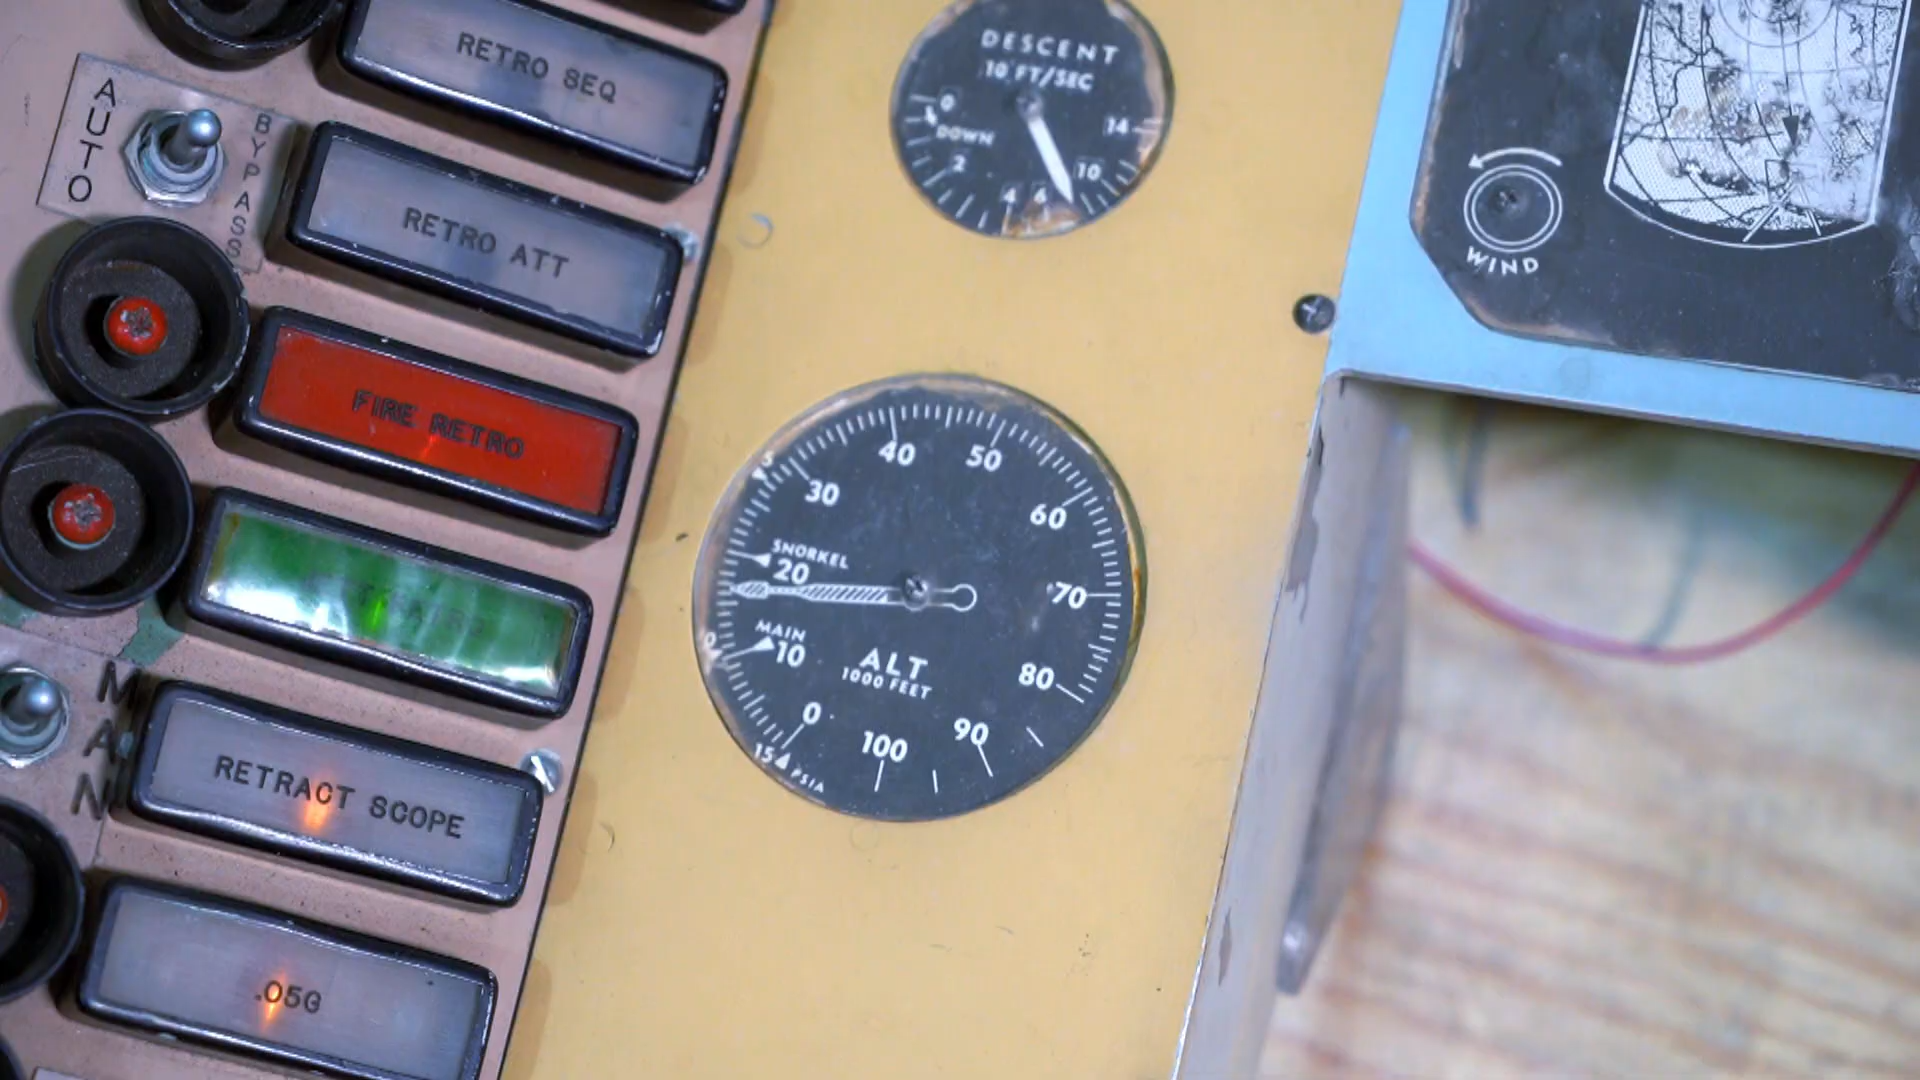 RETRO SEQ
AUTO
BYPASS
RETRO ATT
FIRE RETRO
MAN
RETRACT SCOPE
.05G
DESCENT
10 FT/SEC
0
14
DOWN
2
10
4
6
WIND
40
50
5
30
60
SNORKEL
20
70
MAIN
10
ALT
1000 FEET
80
0
90
100
15 PSIA